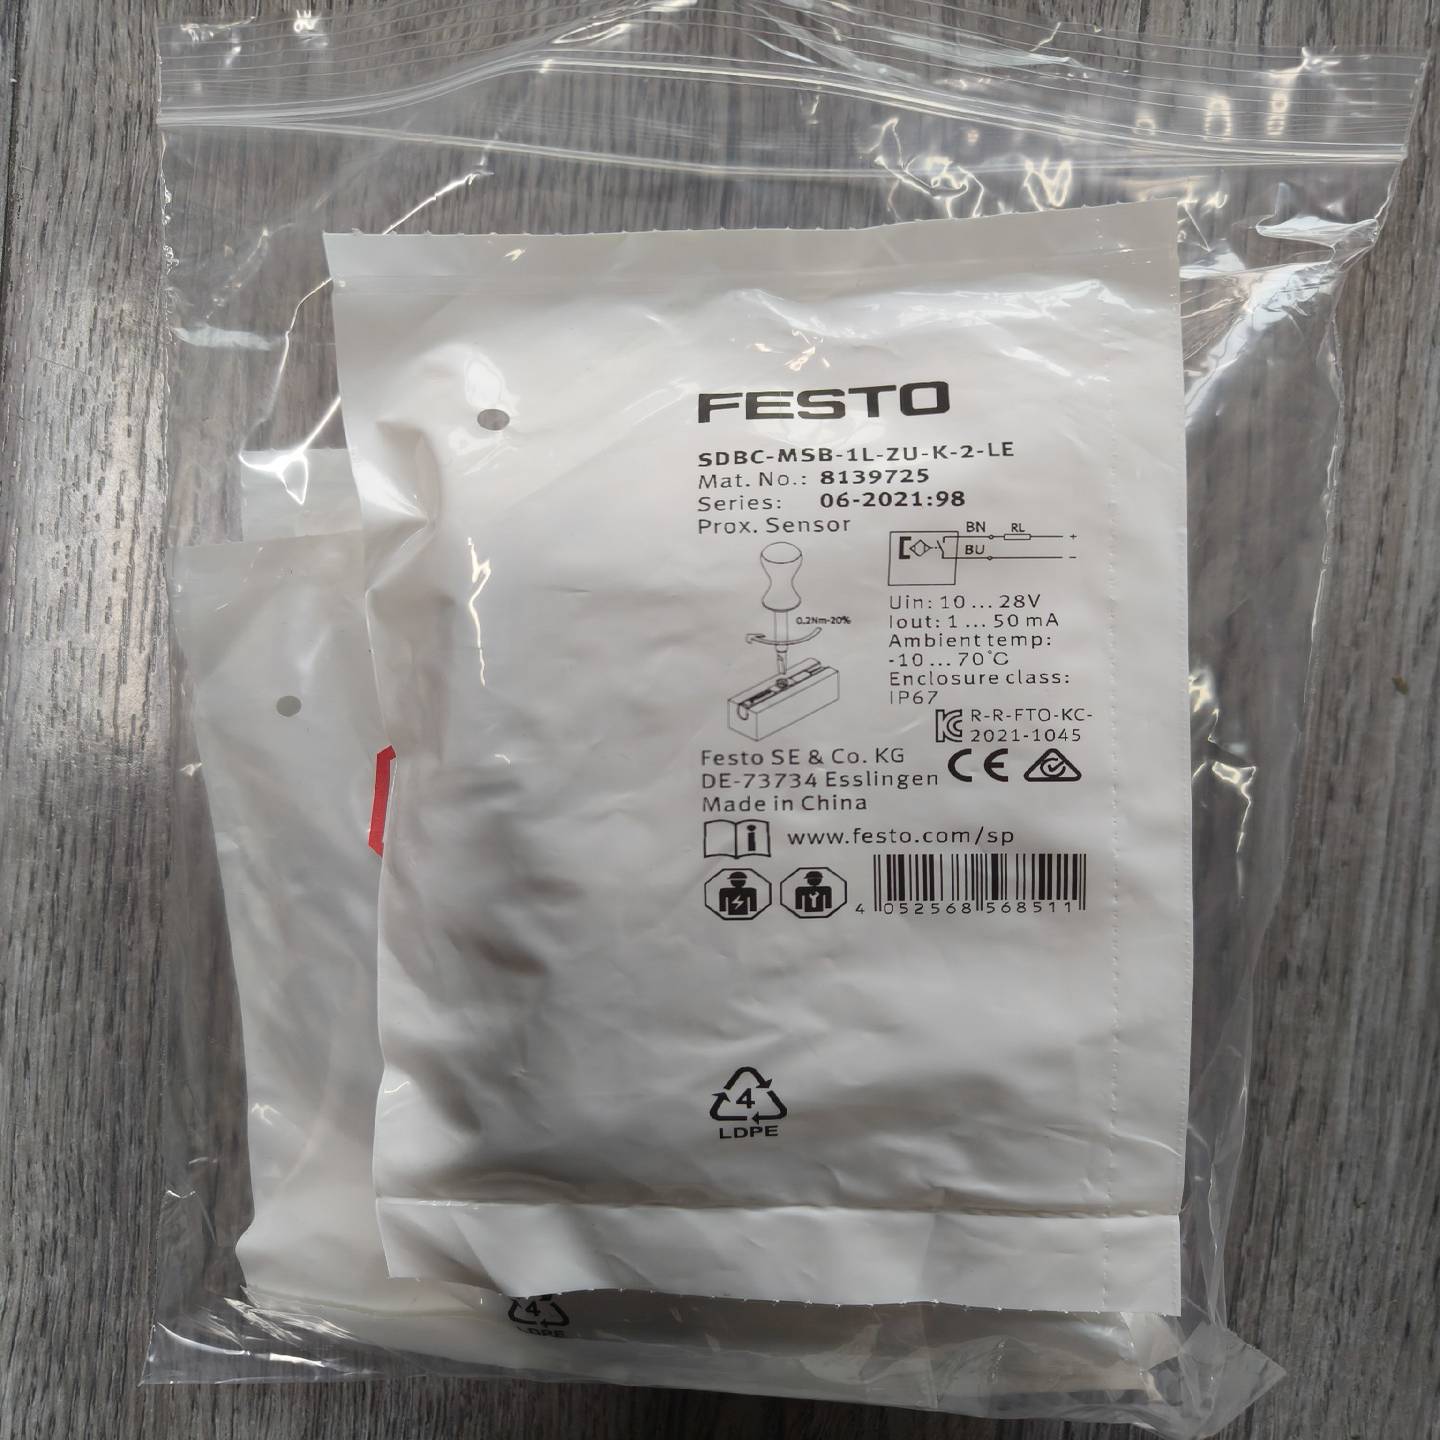 FESTO
SDBC-MSB-1L-ZU-K-2-LE
Mat. No.: 8139725
Series: 06-2021:98
Prox. Sensor
BN RL +
BU -
0.2Nm-20%
Uin: 10 ... 28V
Iout: 1 ... 50 mA
Ambient temp:
-10 ... 70°C
Enclosure class:
IP67
R-R-FTO-KC-
2021-1045
Festo SE & Co. KG
DE-73734 Esslingen
CE
Made in China
www.festo.com/sp
4 052568 568511
4
LDPE
4
LDPE